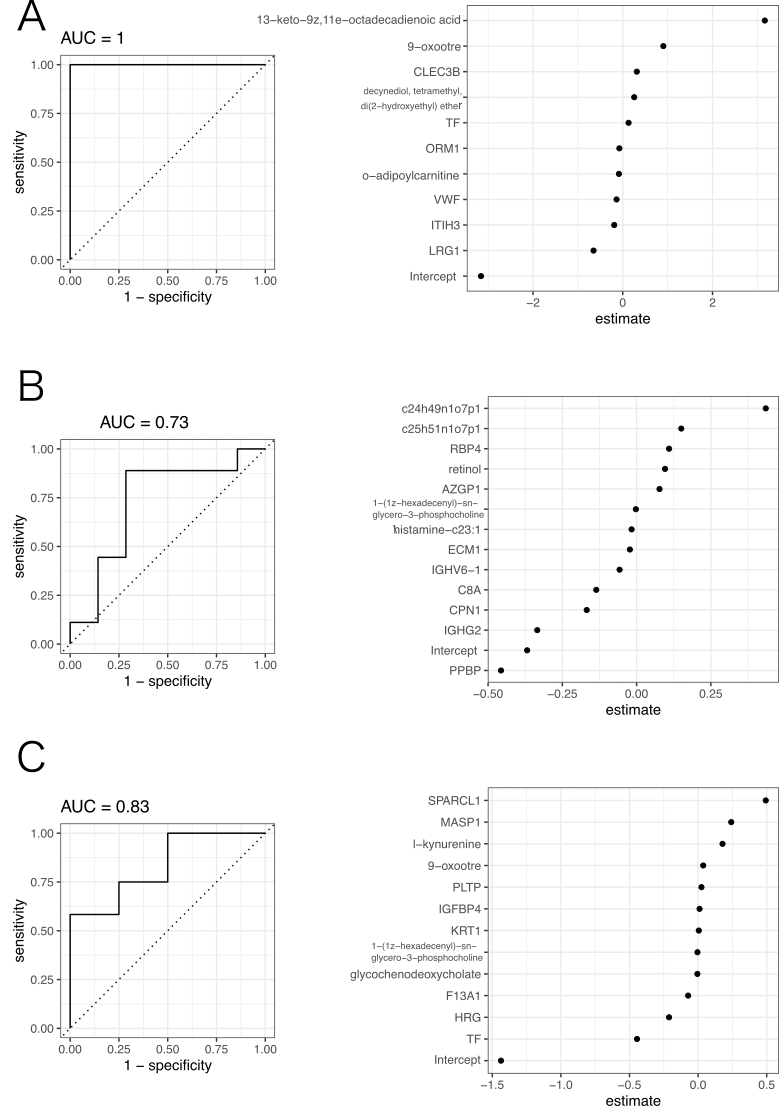 A
AUC = 1
sensitivity
1.00
0.75
0.50
0.25
0.00
0.00 0.25 0.50 0.75 1.00
1 − specificity
13−keto−9z,11e−octadecadienoic acid
9−oxootre
CLEC3B
decynediol, tetramethyl,
di(2−hydroxyethyl) ether
TF
ORM1
o−adipoylcarnitine
VWF
ITIH3
LRG1
Intercept
−2 0 2
estimate
B
AUC = 0.73
sensitivity
1.00
0.75
0.50
0.25
0.00
0.00 0.25 0.50 0.75 1.00
1 − specificity
c24h49n1o7p1
c25h51n1o7p1
RBP4
retinol
AZGP1
1−(1z−hexadecenyl)−sn−
glycero−3−phosphocholine
histamine−c23:1
ECM1
IGHV6−1
C8A
CPN1
IGHG2
Intercept
PPBP
−0.50 −0.25 0.00 0.25
estimate
C
AUC = 0.83
sensitivity
1.00
0.75
0.50
0.25
0.00
0.00 0.25 0.50 0.75 1.00
1 − specificity
SPARCL1
MASP1
l−kynurenine
9−oxootre
PLTP
IGFBP4
KRT1
1−(1z−hexadecenyl)−sn−
glycero−3−phosphocholine
glycochenodeoxycholate
F13A1
HRG
TF
Intercept
−1.5 −1.0 −0.5 0.0 0.5
estimate